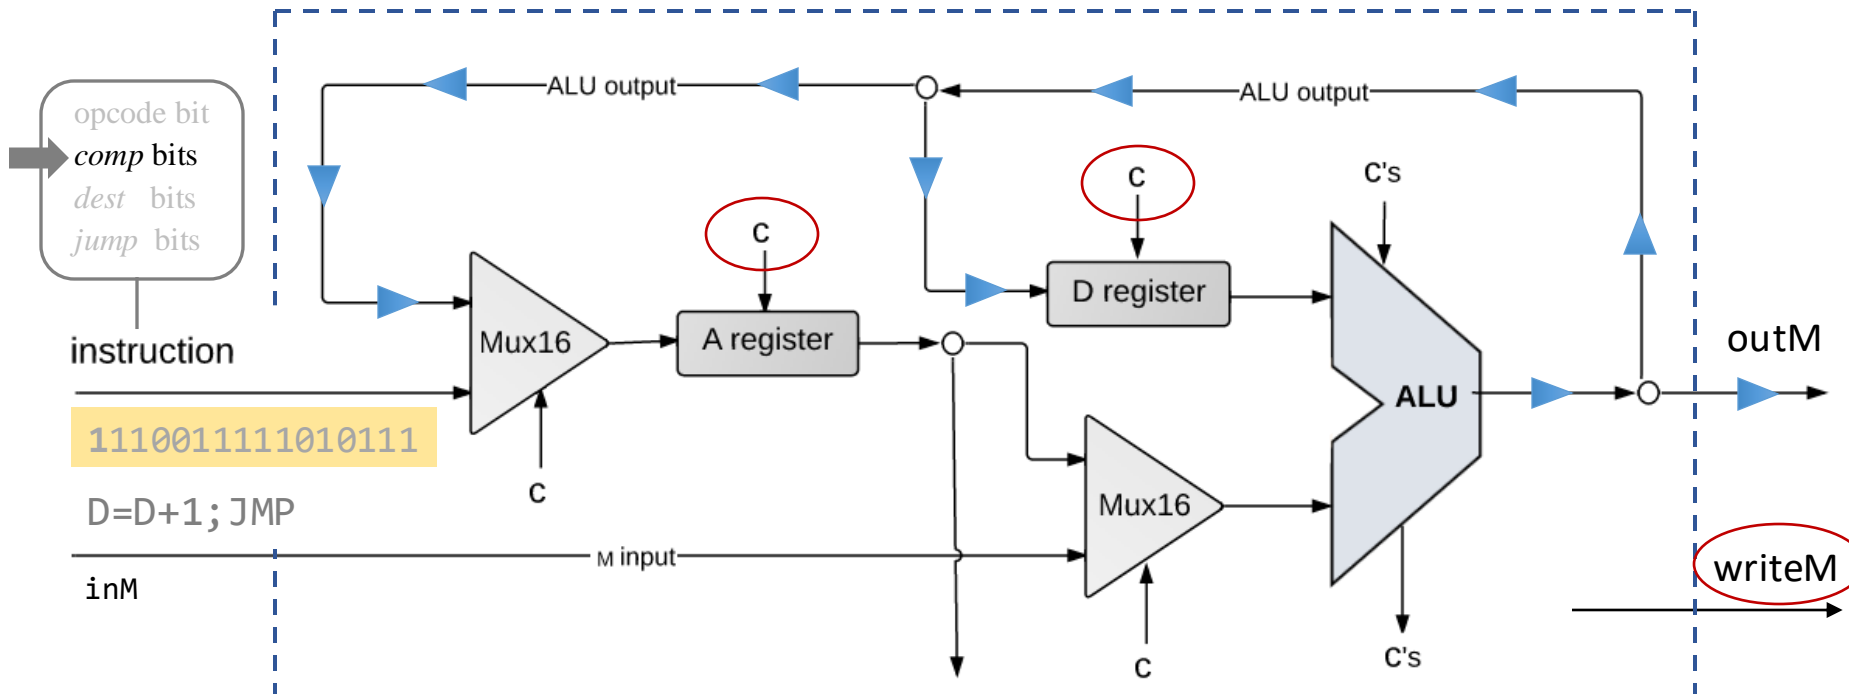 ALU output
ALU output
opcode bit
comp bits
dest bits
jump bits
c
c
c's
D register
Mux16
A register
instruction
outM
ALU
1110011111010111
c
Mux16
D=D+1;JMP
M input
inM
writeM
c
c's